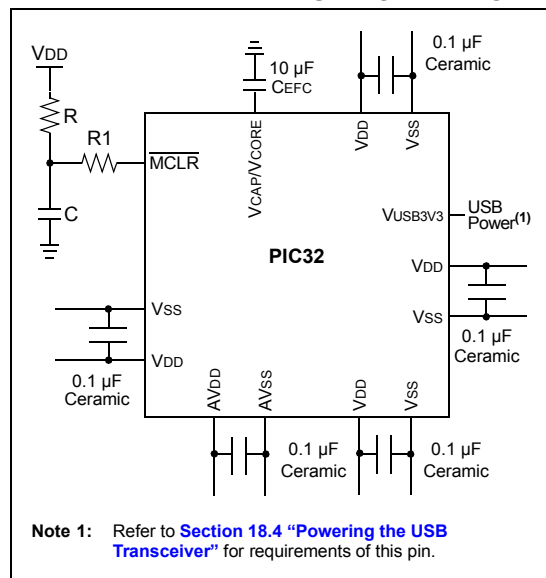 VDD
R
R1
C
10 µF
CEFC
0.1 µF
Ceramic
MCLR
VCAP/VCORE
VDD
VSS
VUSB3V3
USB
Power(1)
PIC32
VDD
VSS
0.1 µF
Ceramic
VSS
VDD
0.1 µF
Ceramic
AVDD
AVSS
VDD
VSS
0.1 µF
Ceramic
0.1 µF
Ceramic
Note 1: Refer to Section 18.4 “Powering the USB
Transceiver” for requirements of this pin.